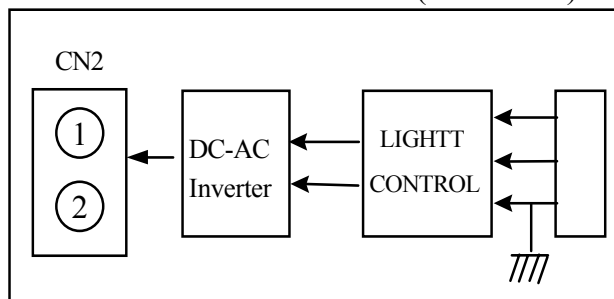 CN2
1
DC-AC
LIGHTT
Inverter
CONTROL
2